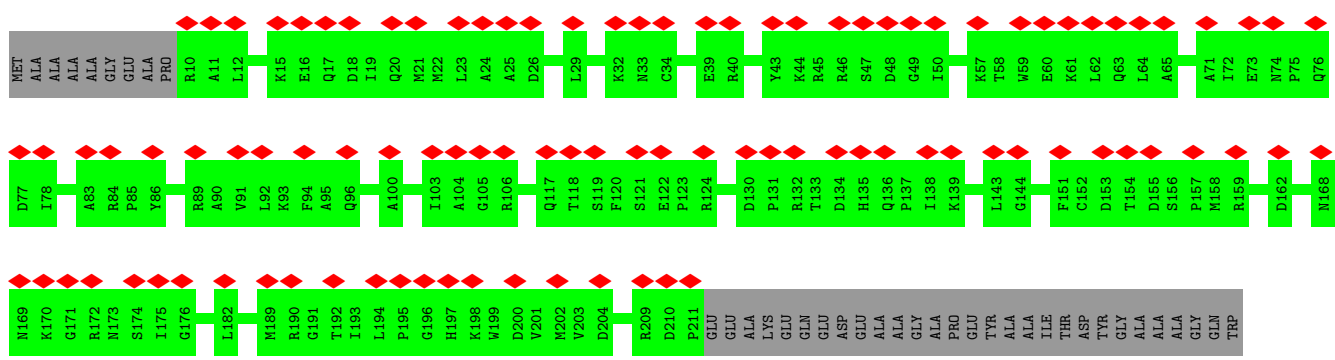 MET ALA ALA ALA ALA GLY GLU ALA PRO R10 A11 L12 K15 E16 Q17 D18 I19 Q20 M21 M22 L23 A24 A25 D26 L29 K32 N33 C34 E39 R40 Y43 K44 R45 R46 S47 D48 G49 I50 K57 T58 W59 E60 K61 L62 Q63 L64 A65 A71 I72 E73 N74 P75 Q76
D77 I78 A83 R84 P85 Y86 R89 A90 V91 L92 K93 F94 A95 Q96 A100 I103 A104 G105 R106 Q117 T118 S119 F120 S121 E122 P123 R124 D130 P131 R132 T133 D134 H135 Q136 P137 I138 K139 L143 G144 F151 C152 D153 T154 D155 S156 P157 M158 R159 D162 N168
N169 K170 G171 R172 N173 S174 I175 G176 L182 M189 R190 G191 T192 I193 L194 P195 G196 H197 K198 W199 D200 V201 M202 V203 D204 R209 D210 P211 GLU GLU ALA LYS GLU GLN GLU ASP GLU ALA ALA GLY ALA PRO GLU TYR ALA ALA ILE THR ASP TYR GLY ALA ALA ALA GLY GLN TRP